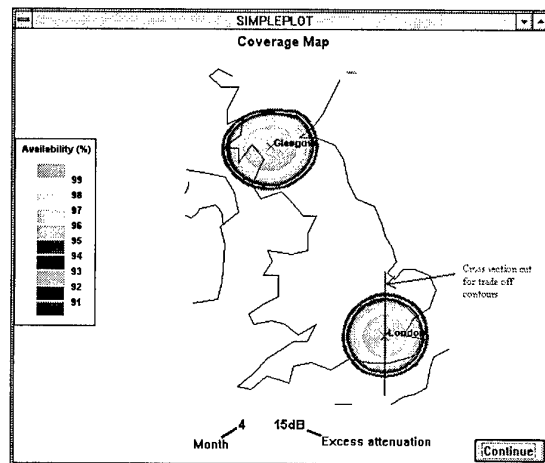 SIMPLEPLOT
Coverage Map
Glasgow
Availability (%)
99
98
97
96
95
94
93
92
91
Cross section cut
for trade off
contours
London
4 15dB
Month Excess attenuation
Continue